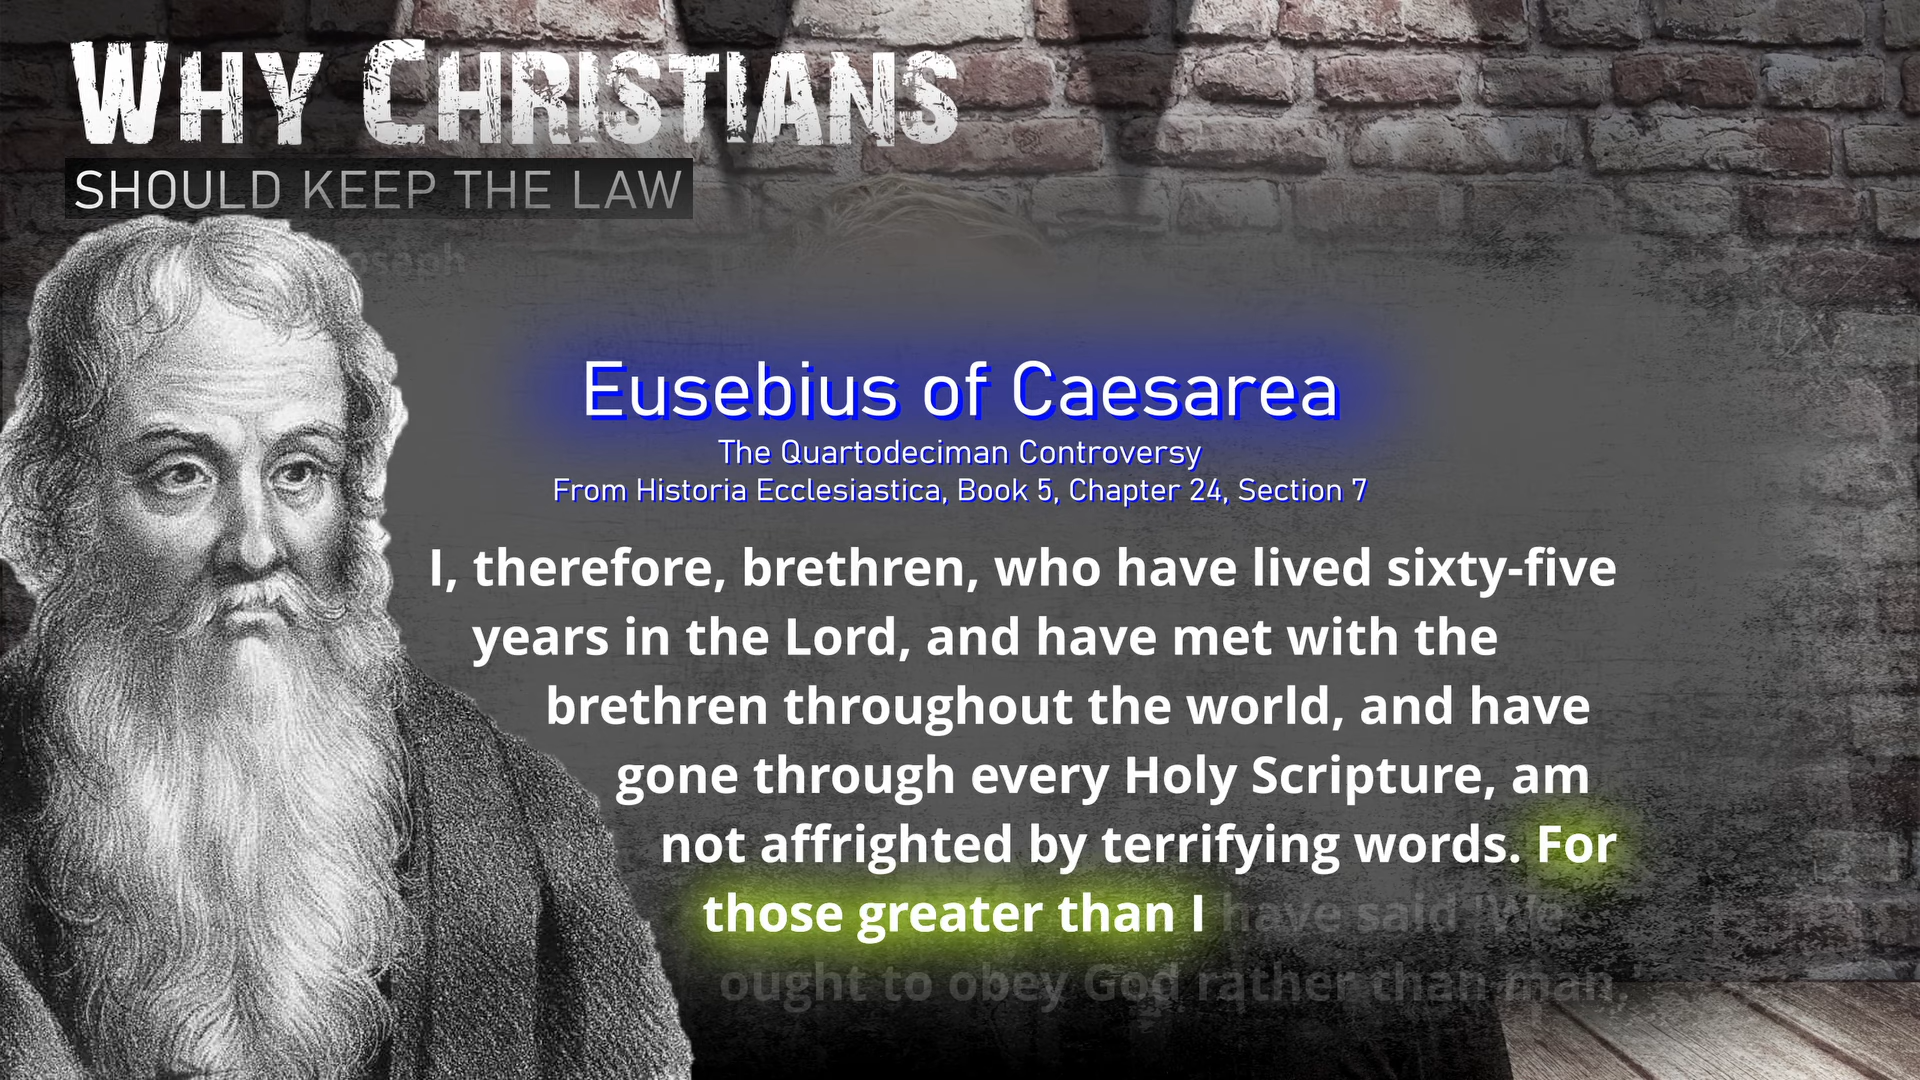 WHY CHRISTIANS
SHOULD KEEP THE LAW
oseph
Eusebius of Caesarea
The Quartodeciman Controversy
From Historia Ecclesiastica, Book 5, Chapter 24, Section 7
I, therefore, brethren, who have lived sixty-five
years in the Lord, and have met with the
brethren throughout the world, and have
gone through every Holy Scripture, am
not affrighted by terrifying words. For
those greater than I have said 'We
ought to obey God rather than man.'